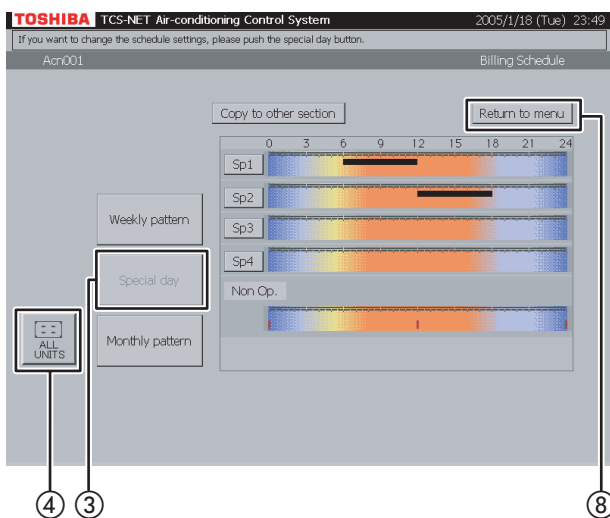 TOSHIBA TCS-NET Air-conditioning Control System 2005/1/18 (Tue) 23:49
If you want to change the schedule settings, please push the special day button.
Acn001 Billing Schedule
Copy to other section Return to menu
0 3 6 9 12 15 18 21 24
Sp1
Sp2
Weekly pattern
Sp3
Sp4
Special day
Non Op.
ALL
UNITS
Monthly pattern
④ ③ ⑧